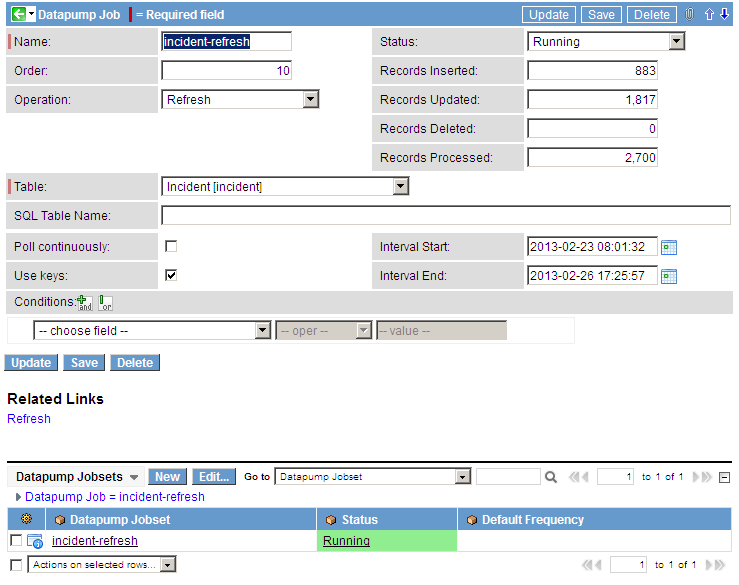 Datapump Job = Required field Update Save Delete
Name: incident-refresh Status: Running
Order: 10 Records Inserted: 883
Operation: Refresh Records Updated: 1,817
Records Deleted: 0
Records Processed: 2,700
Table: Incident [incident]
SQL Table Name:
Poll continuously: Interval Start: 2013-02-23 08:01:32
Use keys: Interval End: 2013-02-26 17:25:57
Conditions: and or
-- choose field -- -- oper -- -- value --
Update Save Delete
Related Links
Refresh
Datapump Jobsets New Edit... Go to Datapump Jobset 1 to 1 of 1
Datapump Job = incident-refresh
Datapump Jobset Status Default Frequency
incident-refresh Running
Actions on selected rows... 1 to 1 of 1